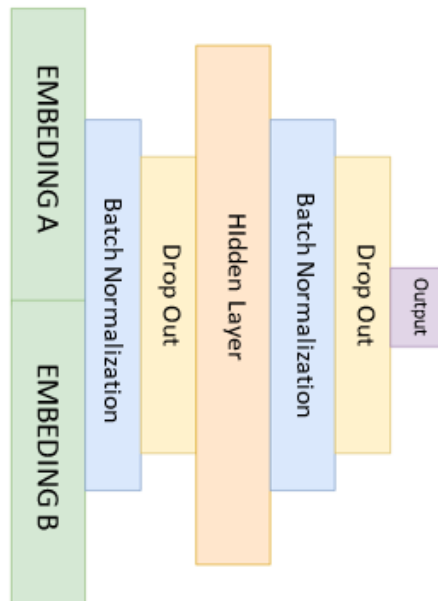 EMBEDING A
EMBEDING B
Batch Normalization
Drop Out
HIdden Layer
Batch Normalization
Drop Out
Output